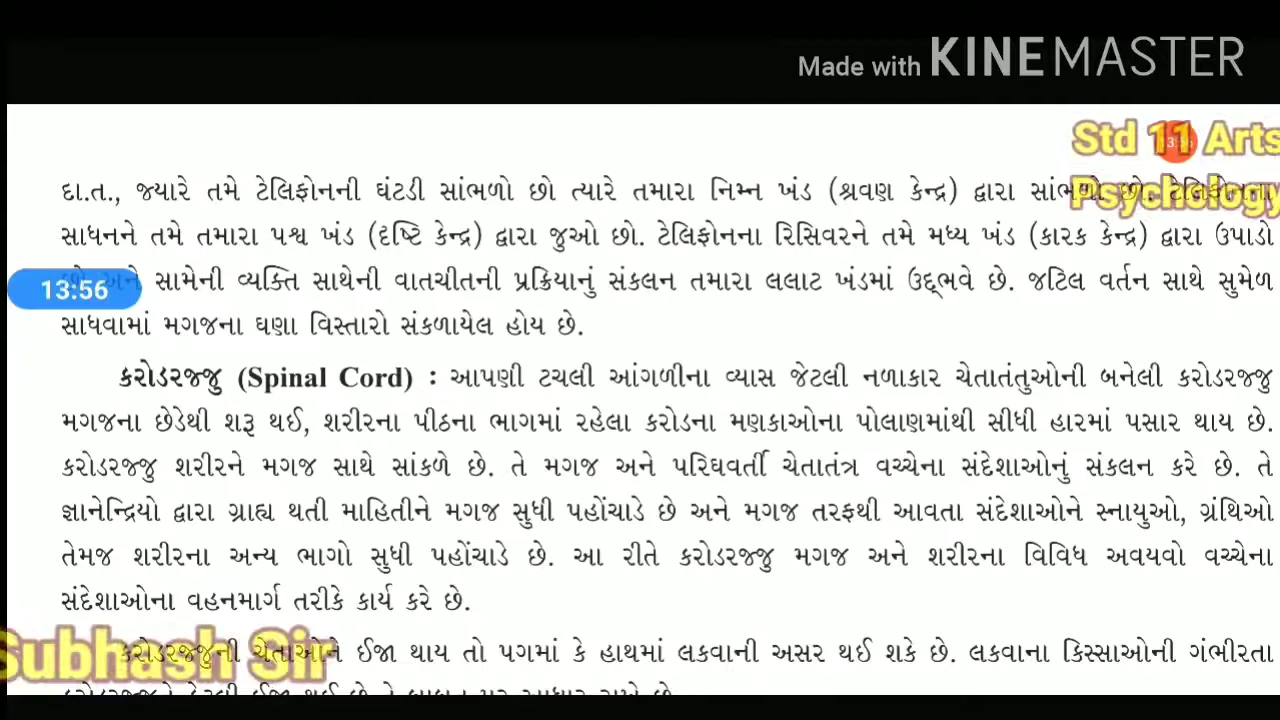 Made with KINEMASTER
Std 11 Arts
Psychology
દા.ત., જ્યારે તમે ટેલિફોનની ઘંટડી સાંભળો છો ત્યારે તમારા નિમ્ન ખંડ (શ્રવણ કેન્દ્ર) દ્વારા સાંભળો છો. ટેલિફોનના
સાધનને તમે તમારા પશ્વ ખંડ (દૃષ્ટિ કેન્દ્ર) દ્વારા જુઓ છો. ટેલિફોનના રિસિવરને તમે મધ્ય ખંડ (કારક કેન્દ્ર) દ્વારા ઉપાડો
છો અને સામેની વ્યક્તિ સાથેની વાતચીતની પ્રક્રિયાનું સંકલન તમારા લલાટ ખંડમાં ઉદ્ભવે છે. જટિલ વર્તન સાથે સુમેળ
13:56
સાધવામાં મગજના ઘણા વિસ્તારો સંકળાયેલ હોય છે.
કરોડરજ્જુ (Spinal Cord) : આપણી ટચલી આંગળીના વ્યાસ જેટલી નળાકાર ચેતાતંતુઓની બનેલી કરોડરજ્જુ
મગજના છેડેથી શરૂ થઈ, શરીરના પીઠના ભાગમાં રહેલા કરોડના મણકાઓના પોલાણમાંથી સીધી હારમાં પસાર થાય છે.
કરોડરજ્જુ શરીરને મગજ સાથે સાંકળે છે. તે મગજ અને પરિઘવર્તી ચેતાતંત્ર વચ્ચેના સંદેશાઓનું સંકલન કરે છે. તે
જ્ઞાનેન્દ્રિયો દ્વારા ગ્રાહ્ય થતી માહિતીને મગજ સુધી પહોંચાડે છે અને મગજ તરફથી આવતા સંદેશાઓને સ્નાયુઓ, ગ્રંથિઓ
તેમજ શરીરના અન્ય ભાગો સુધી પહોંચાડે છે. આ રીતે કરોડરજ્જુ મગજ અને શરીરના વિવિધ અવયવો વચ્ચેના
સંદેશાઓના વહનમાર્ગ તરીકે કાર્ય કરે છે.
કરોડરજ્જુની ચેતાઓને ઈજા થાય તો પગમાં કે હાથમાં લકવાની અસર થઈ શકે છે. લકવાના કિસ્સાઓની ગંભીરતા
Subhash Sir